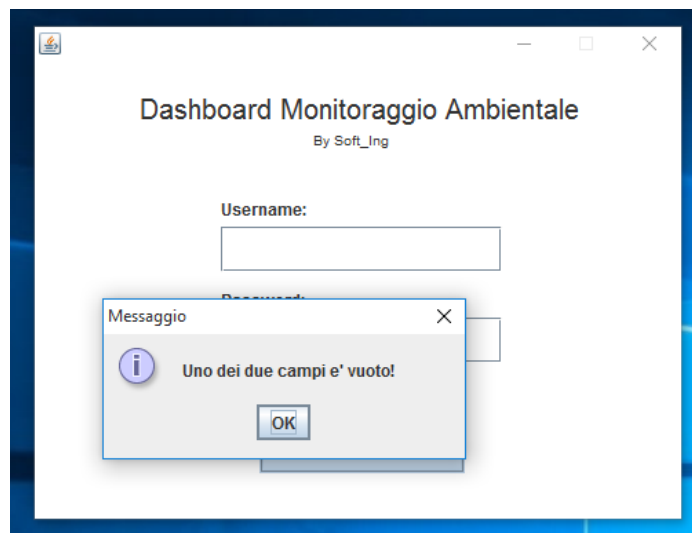 Dashboard Monitoraggio Ambientale
By Soft_Ing
Username:
Messaggio
Uno dei due campi e' vuoto!
OK